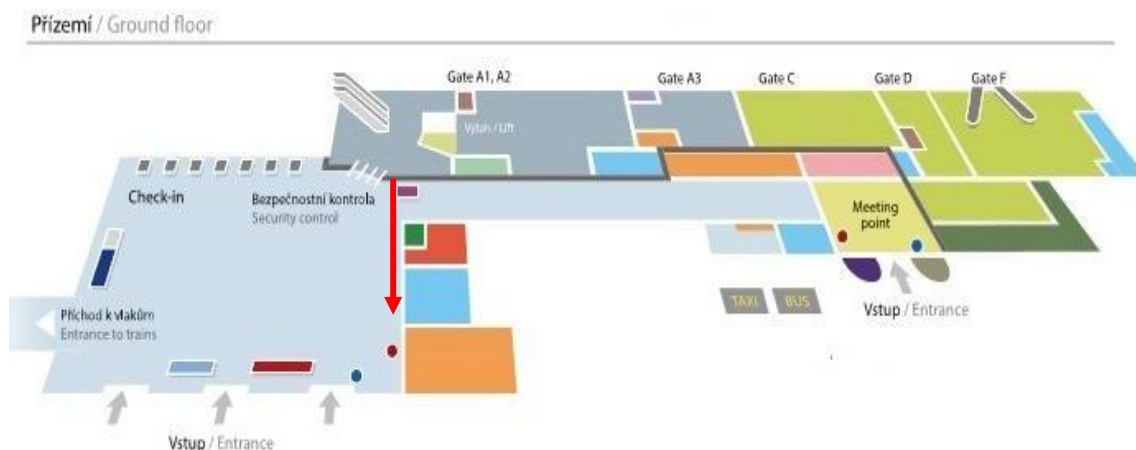 Přízemí / Ground floor
Gate A1, A2
Gate A3
Gate C
Gate D
Gate F
Výtah / Lift
Check-in
Bezpečnostní kontrola
Security control
Meeting
point
Příchod k vlakům
Entrance to trains
TAXI
BUS
Vstup / Entrance
Vstup / Entrance